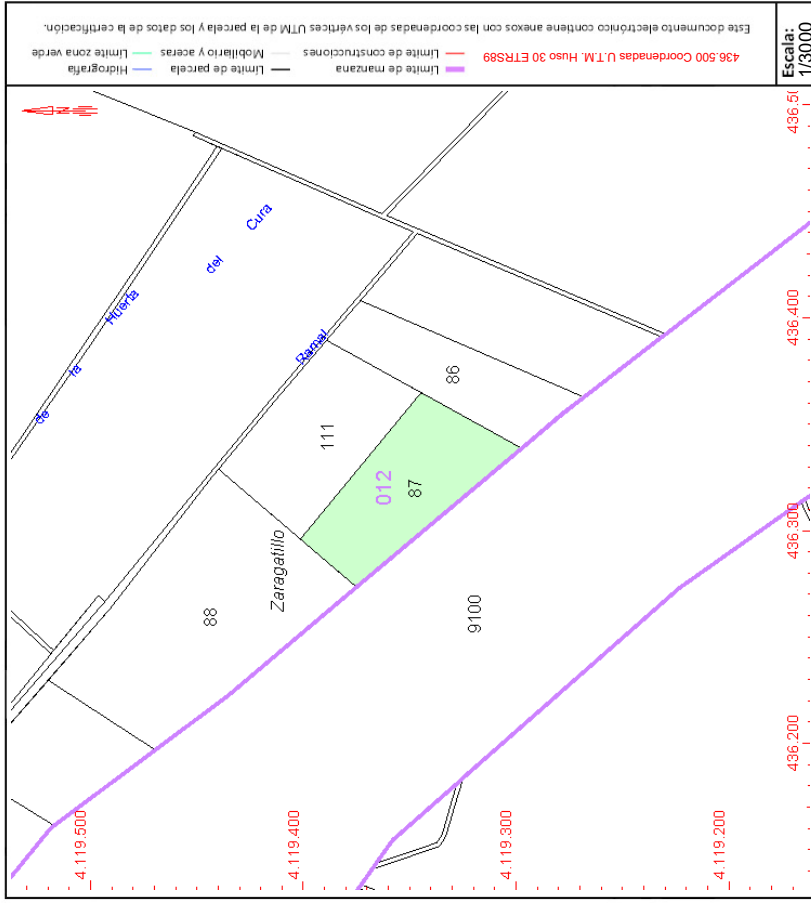 Este documento electrónico contiene anexos con las coordenadas de los vértices UTM de la parcela y los datos de la certificación.
436.500 Coordenadas U.T.M. Huso 30 ETRS89
Límite de manzana
Límite de construcciones
Límite de parcela
Mobiliario y aceras
Hidrografía
Límite zona verde
Escala:
1/3000
de la Huerta del Cura
Ramal
Zaragatillo
88
111
86
012
87
9100
4.119.500
4.119.400
4.119.300
4.119.200
436.200
436.300
436.400
436.50
N